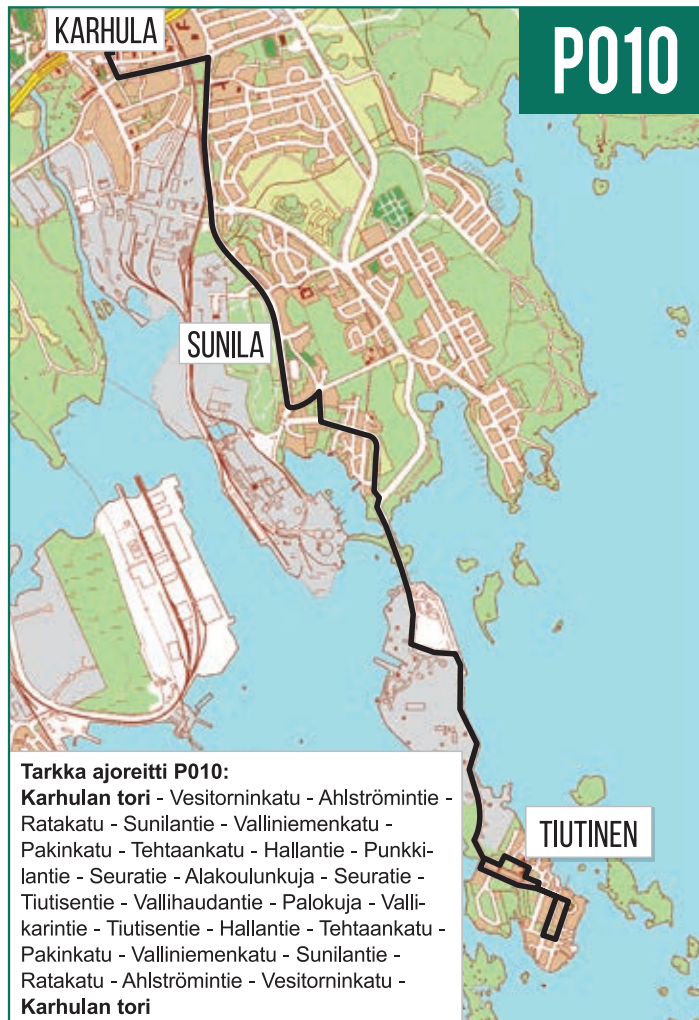 KARHULA
P010
SUNILA
TIUTINEN
Tarkka ajoreitti P010:
Karhulan tori - Vesitorninkatu - Ahlströmintie -
Ratakatu - Sunilantie - Valliniemenkatu -
Pakinkatu - Tehtaankatu - Hallantie - Punkki-
lantie - Seuratie - Alakoulunkuja - Seuratie -
Tiutisentie - Vallihaudantie - Palokuja - Valli-
karintie - Tiutisentie - Hallantie - Tehtaankatu -
Pakinkatu - Valliniemenkatu - Sunilantie -
Ratakatu - Ahlströmintie - Vesitorninkatu -
Karhulan tori